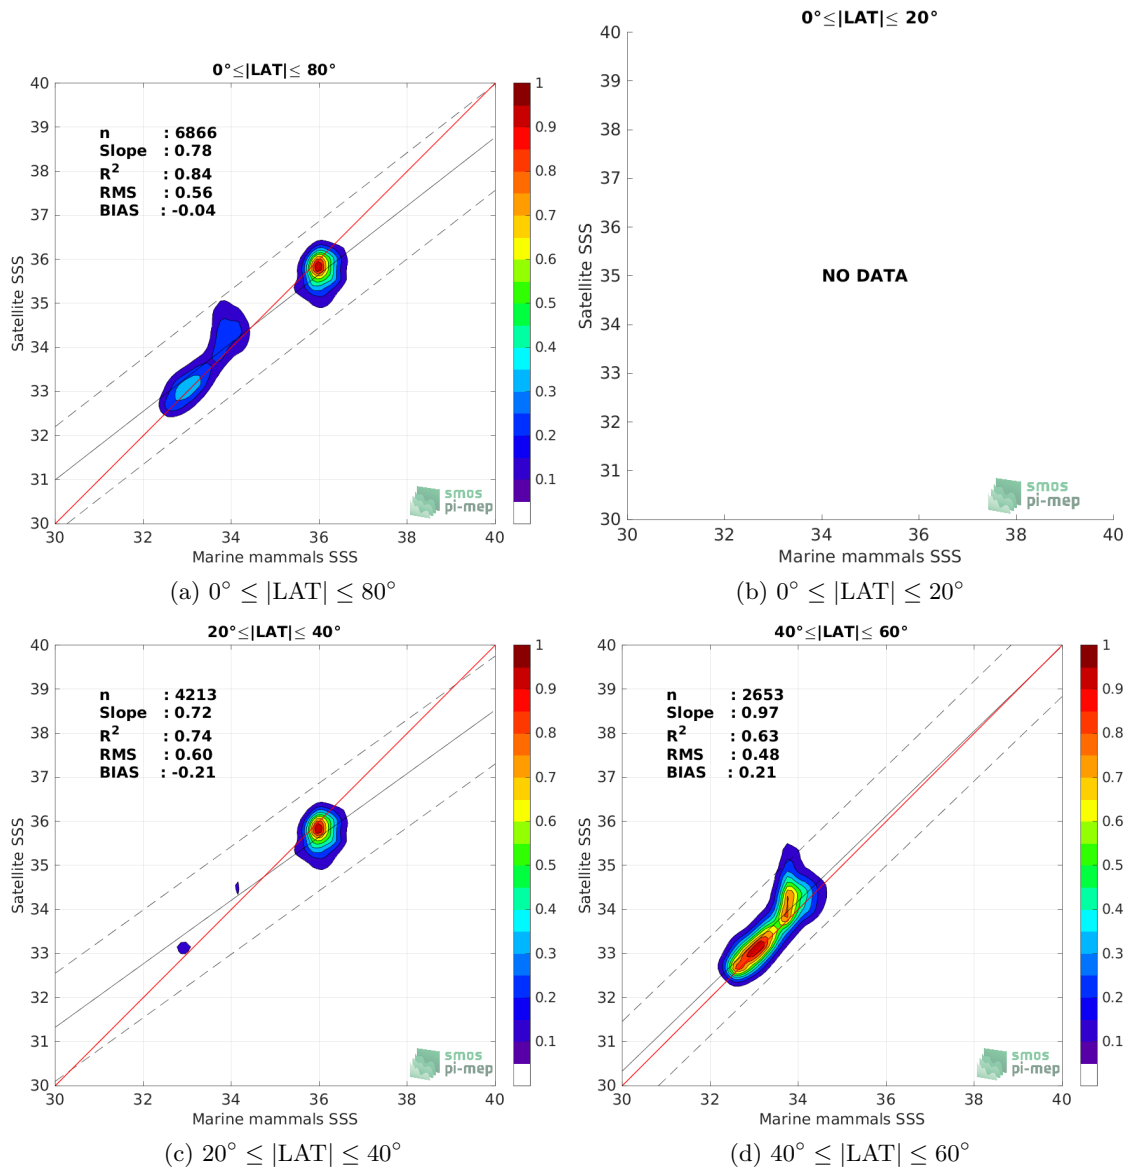 0°≤|LAT|≤ 80°
n : 6866
Slope : 0.78
R2 : 0.84
RMS : 0.56
BIAS : -0.04
40
39
38
37
36
35
34
33
32
31
30
Satellite SSS
30 32 34 36 38 40
Marine mammals SSS
1
0.9
0.8
0.7
0.6
0.5
0.4
0.3
0.2
0.1
smos
pi-mep
(a) 0° ≤ |LAT| ≤ 80°
0°≤|LAT|≤ 20°
40
39
38
37
36
35
34
33
32
31
30
Satellite SSS
NO DATA
smos
pi-mep
30 32 34 36 38 40
Marine mammals SSS
(b) 0° ≤ |LAT| ≤ 20°
20°≤|LAT|≤ 40°
n : 4213
Slope : 0.72
R2 : 0.74
RMS : 0.60
BIAS : -0.21
40
39
38
37
36
35
34
33
32
31
30
Satellite SSS
30 32 34 36 38 40
Marine mammals SSS
1
0.9
0.8
0.7
0.6
0.5
0.4
0.3
0.2
0.1
smos
pi-mep
(c) 20° ≤ |LAT| ≤ 40°
40°≤|LAT|≤ 60°
n : 2653
Slope : 0.97
R2 : 0.63
RMS : 0.48
BIAS : 0.21
40
39
38
37
36
35
34
33
32
31
30
Satellite SSS
30 32 34 36 38 40
Marine mammals SSS
1
0.9
0.8
0.7
0.6
0.5
0.4
0.3
0.2
0.1
smos
pi-mep
(d) 40° ≤ |LAT| ≤ 60°